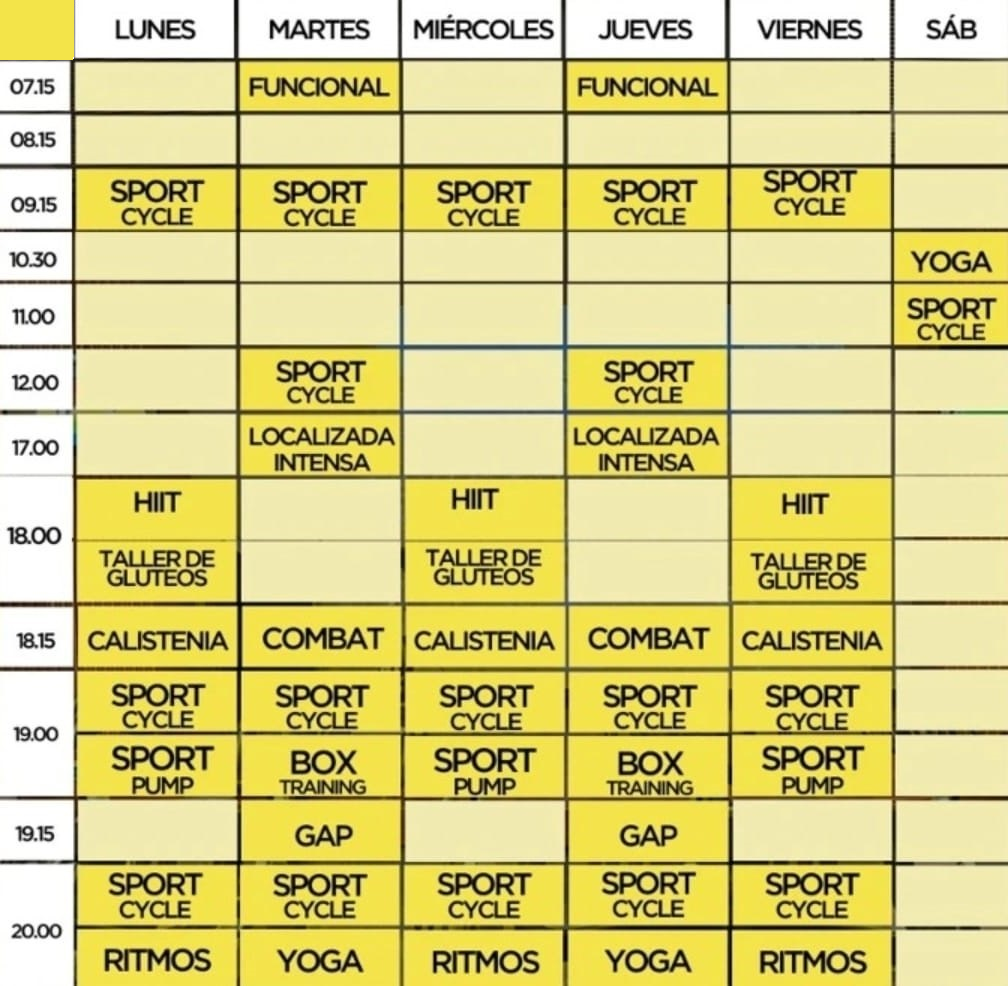 LUNES MARTES MIÉRCOLES JUEVES VIERNES SÁB
07.15 FUNCIONAL FUNCIONAL
08.15
09.15 SPORT SPORT SPORT SPORT SPORT
CYCLE CYCLE CYCLE CYCLE CYCLE
10.30 YOGA
11.00 SPORT
CYCLE
12.00 SPORT SPORT
CYCLE CYCLE
17.00 LOCALIZADA LOCALIZADA
INTENSA INTENSA
18.00 HIIT HIIT HIIT
TALLER DE TALLER DE TALLER DE
GLUTEOS GLUTEOS GLUTEOS
18.15 CALISTENIA COMBAT CALISTENIA COMBAT CALISTENIA
19.00 SPORT SPORT SPORT SPORT SPORT
CYCLE CYCLE CYCLE CYCLE CYCLE
SPORT BOX SPORT BOX SPORT
PUMP TRAINING PUMP TRAINING PUMP
19.15 GAP GAP
20.00 SPORT SPORT SPORT SPORT SPORT
CYCLE CYCLE CYCLE CYCLE CYCLE
RITMOS YOGA RITMOS YOGA RITMOS